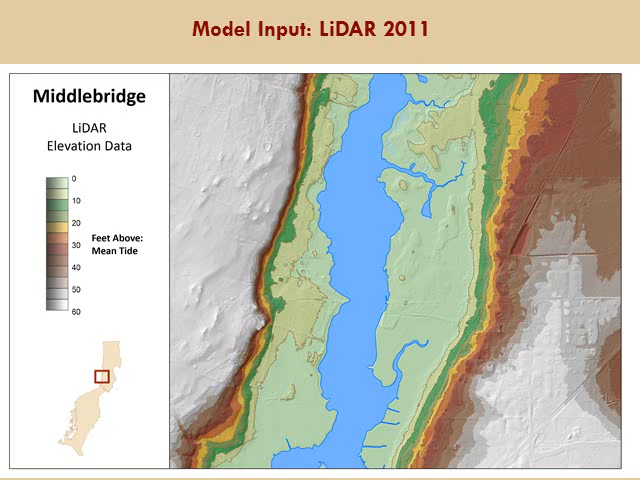 Model Input: LiDAR 2011
Middlebridge
LiDAR
Elevation Data
0
10
20
30
40
50
60
Feet Above:
Mean Tide